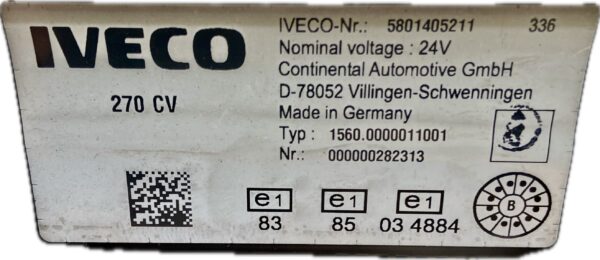 IVECO
270 CV
IVECO-Nr.: 5801405211 336
Nominal voltage : 24V
Continental Automotive GmbH
D-78052 Villingen-Schwenningen
Made in Germany
Typ : 1560.0000011001
Nr.: 000000282313
e1 e1 e1
83 85 03 4884
B